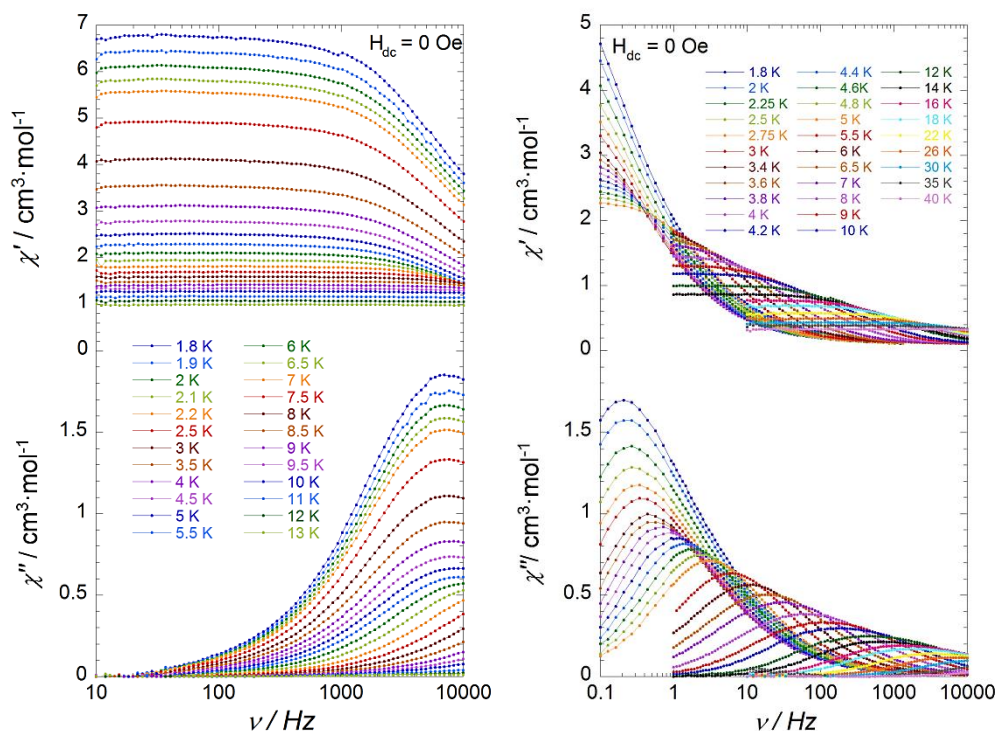 H_dc = 0 Oe
χ' / cm³·mol⁻¹
7
6
5
4
3
2
1
0
1.8 K 6 K
1.9 K 6.5 K
2 K 7 K
2.1 K 7.5 K
2.2 K 8 K
2.5 K 8.5 K
3 K 9 K
3.5 K 9.5 K
4 K 10 K
4.5 K 11 K
5 K 12 K
5.5 K 13 K
χ'' / cm³·mol⁻¹
1.5
1
0.5
0
10 100 1000 10000
ν / Hz
H_dc = 0 Oe
χ' / cm³·mol⁻¹
5
4
3
2
1
0
1.8 K 4.4 K 12 K
2 K 4.6K 14 K
2.25 K 4.8 K 16 K
2.5 K 5 K 18 K
2.75 K 5.5 K 22 K
3 K 6 K 26 K
3.4 K 6.5 K 30 K
3.6 K 7 K 35 K
3.8 K 8 K 40 K
4 K 9 K
4.2 K 10 K
χ'' / cm³·mol⁻¹
1.5
1
0.5
0
0.1 1 10 100 1000 10000
ν / Hz